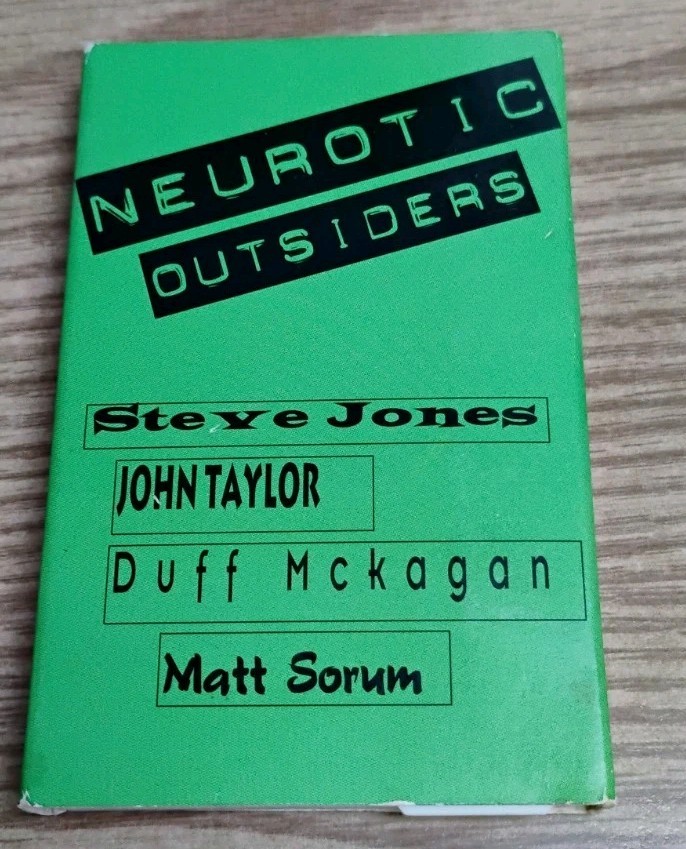 NEUROTIC
OUTSIDERS
Steve Jones
JOHN TAYLOR
Duff Mckagan
Matt Sorum